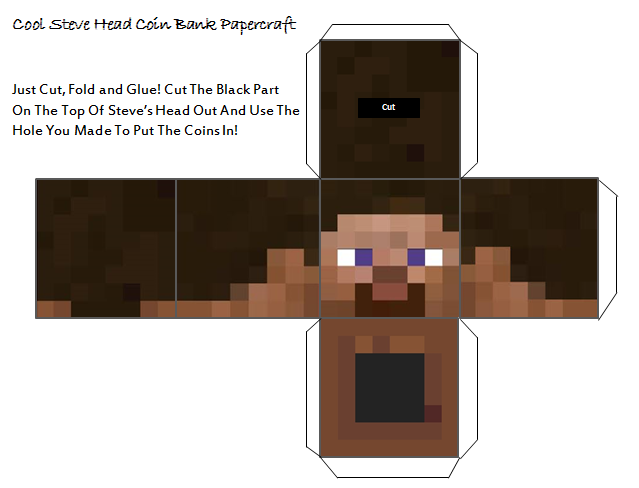 Cool Steve Head Coin Bank Papercraft
Just Cut, Fold and Glue! Cut The Black Part
On The Top Of Steve's Head Out And Use The
Hole You Made To Put The Coins In!
Cut